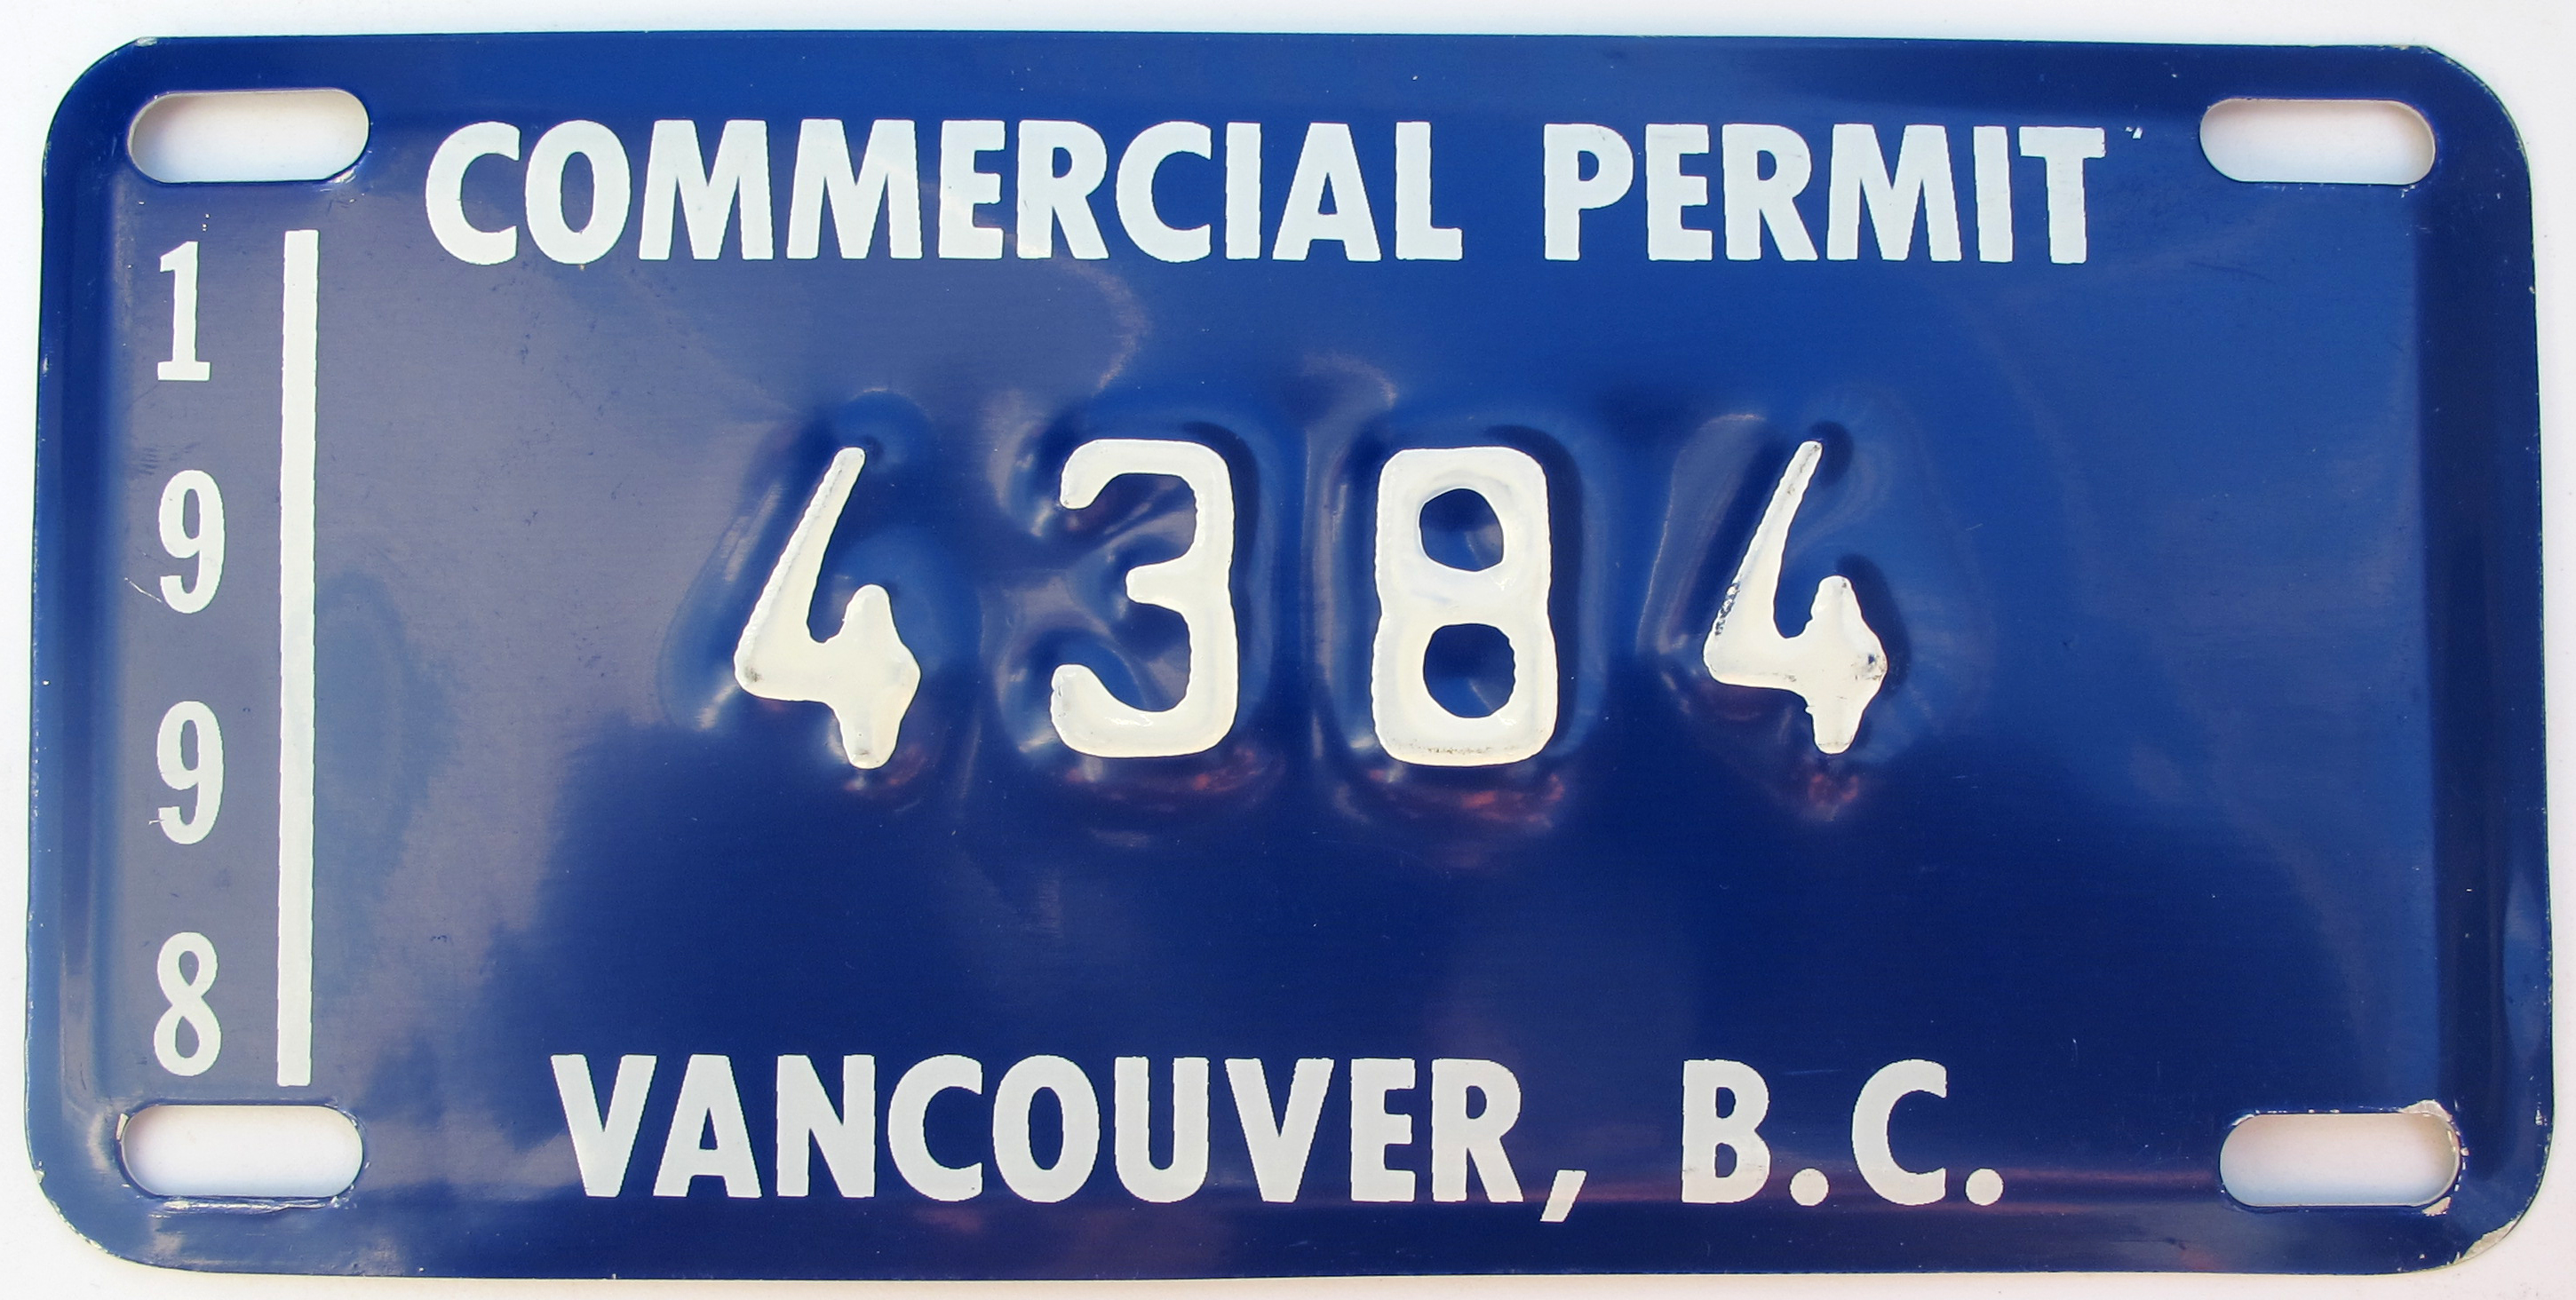 COMMERCIAL PERMIT
1998
4384
VANCOUVER, B.C.